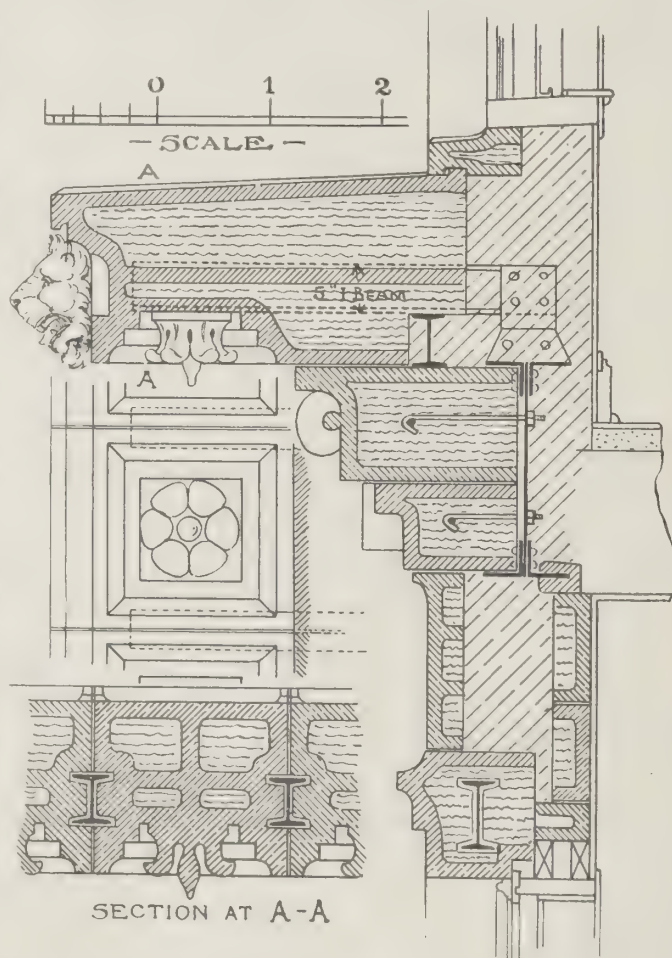 0 1 2
— SCALE —
A
5" I BEAM
A
SECTION AT A-A